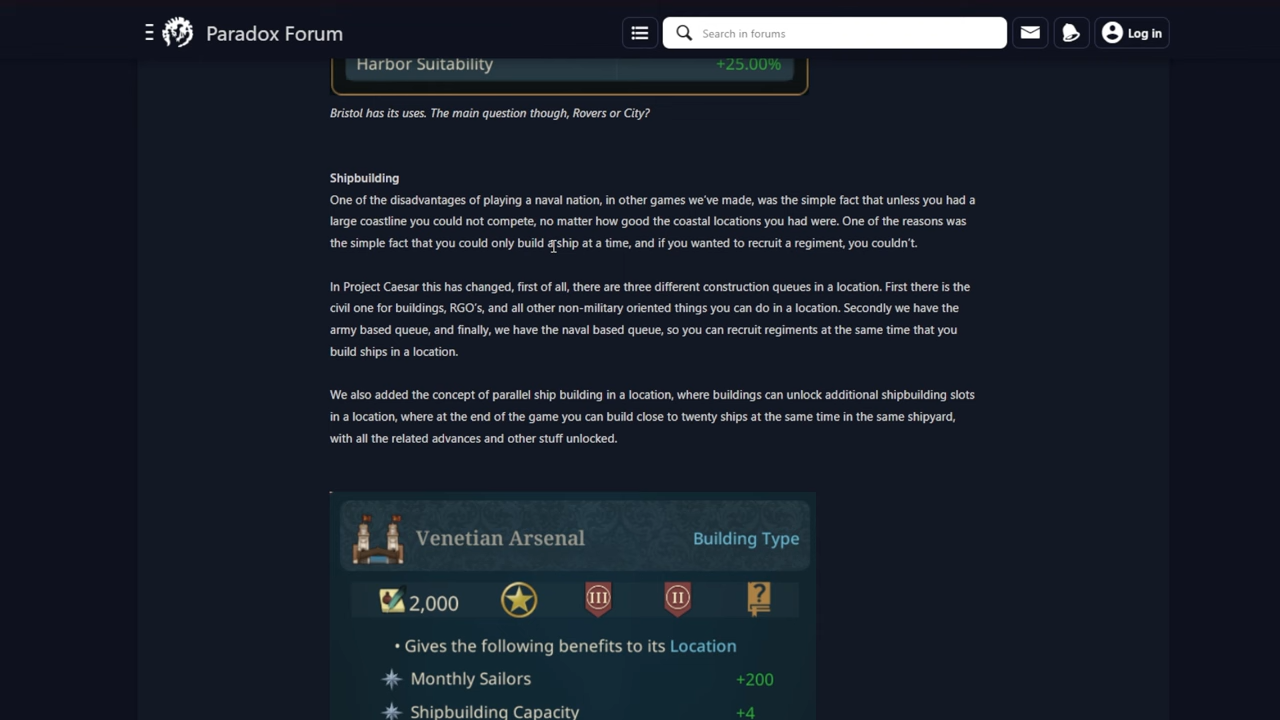 Paradox Forum
Search in forums
Log in
Harbor Suitability +25.00%
Bristol has its uses. The main question though, Rovers or City?
Shipbuilding
One of the disadvantages of playing a naval nation, in other games we've made, was the simple fact that unless you had a
large coastline you could not compete, no matter how good the coastal locations you had were. One of the reasons was
the simple fact that you could only build a ship at a time, and if you wanted to recruit a regiment, you couldn't.
In Project Caesar this has changed, first of all, there are three different construction queues in a location. First there is the
civil one for buildings, RGO's, and all other non-military oriented things you can do in a location. Secondly we have the
army based queue, and finally, we have the naval based queue, so you can recruit regiments at the same time that you
build ships in a location.
We also added the concept of parallel ship building in a location, where buildings can unlock additional shipbuilding slots
in a location, where at the end of the game you can build close to twenty ships at the same time in the same shipyard,
with all the related advances and other stuff unlocked.
Venetian Arsenal Building Type
2,000 III II ?
• Gives the following benefits to its Location
Monthly Sailors +200
Shipbuilding Capacity +4